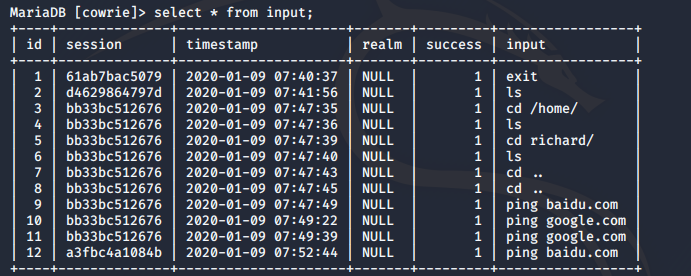 MariaDB [cowrie]> select * from input;
+----+--------------+---------------------+-------+---------+-----------------+
| id | session      | timestamp           | realm | success | input           |
+----+--------------+---------------------+-------+---------+-----------------+
|  1 | 61ab7bac5079 | 2020-01-09 07:40:37 | NULL  |       1 | exit            |
|  2 | d4629864797d | 2020-01-09 07:41:56 | NULL  |       1 | ls              |
|  3 | bb33bc512676 | 2020-01-09 07:47:35 | NULL  |       1 | cd /home/       |
|  4 | bb33bc512676 | 2020-01-09 07:47:36 | NULL  |       1 | ls              |
|  5 | bb33bc512676 | 2020-01-09 07:47:39 | NULL  |       1 | cd richard/     |
|  6 | bb33bc512676 | 2020-01-09 07:47:40 | NULL  |       1 | ls              |
|  7 | bb33bc512676 | 2020-01-09 07:47:43 | NULL  |       1 | cd ..           |
|  8 | bb33bc512676 | 2020-01-09 07:47:45 | NULL  |       1 | cd ..           |
|  9 | bb33bc512676 | 2020-01-09 07:47:49 | NULL  |       1 | ping baidu.com  |
| 10 | bb33bc512676 | 2020-01-09 07:49:22 | NULL  |       1 | ping google.com |
| 11 | bb33bc512676 | 2020-01-09 07:49:39 | NULL  |       1 | ping google.com |
| 12 | a3fbc4a1084b | 2020-01-09 07:52:44 | NULL  |       1 | ping baidu.com  |
+----+--------------+---------------------+-------+---------+-----------------+